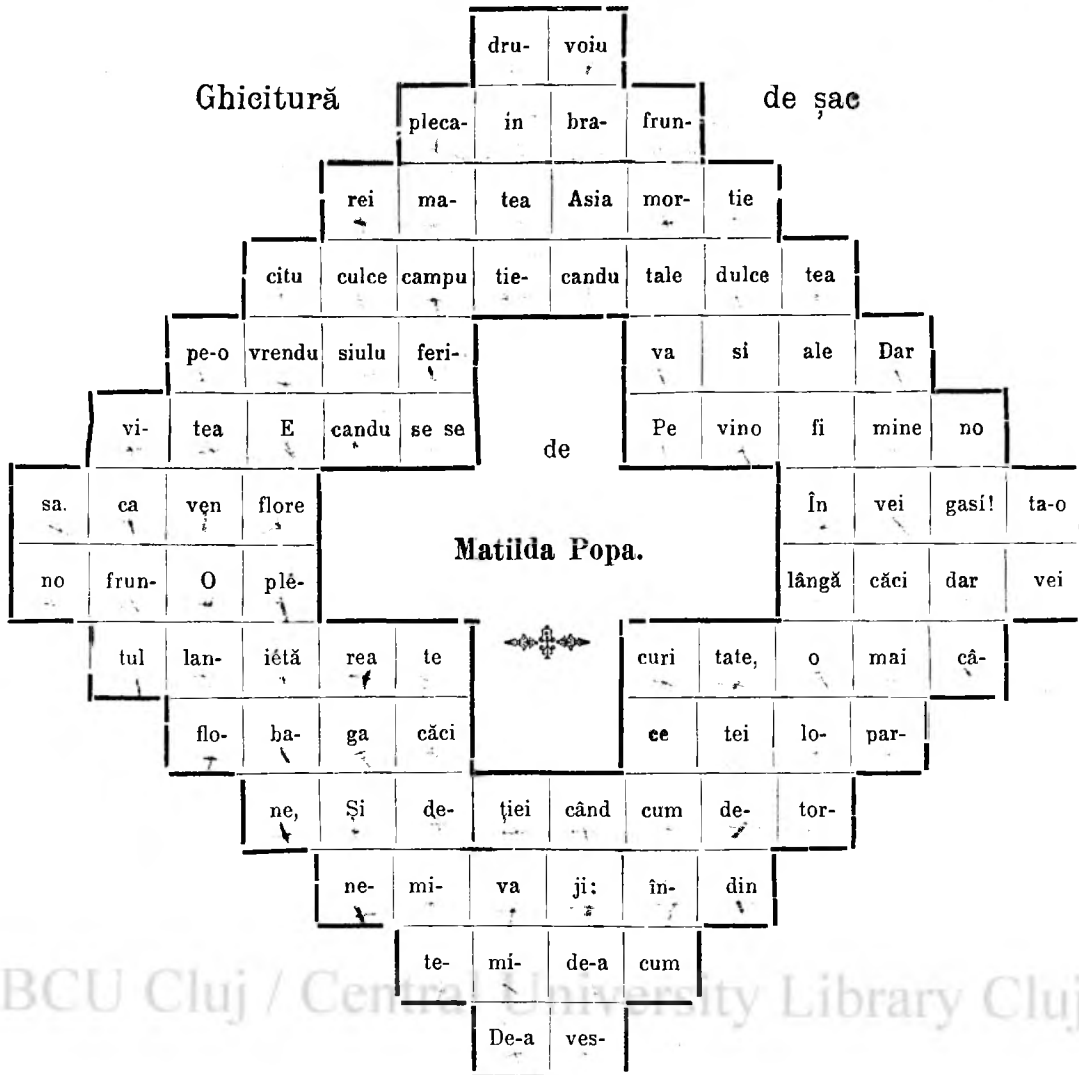 dru- voiu
Ghicitură de șac
pleca- in bra- frun-
rei ma- tea Asia mor- tie
citu culce campu tie- candu tale dulce tea
pe-o vrendu siulu feri- va si ale Dar
vi- tea E candu se se de Pe vino fi mine no
sa. ca ven flore În vei gasí! ta-o
Matilda Popa.
no frun- O plê- lângă căci dar vei
tul lan- iétă rea te curi tate, o mai câ-
flo- ba- ga căci ce tei lo- par-
ne, Și de- ției când cum de- tor-
ne- mi- va ji: în- din
te- mí- de-a cum
BCU Cluj / Central University Library Cluj
De-a ves-